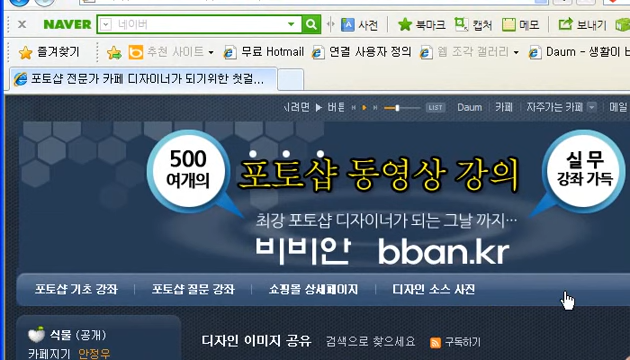 NAVER 네이버 사전 북마크 캡처 메모 보내기
즐겨찾기 추천 사이트 무료 Hotmail 연결 사용자 정의 웹 조각 갤러리 Daum - 생활이 ㅂ
포토샵 전문가 카페 디자이너가 되기위한 첫걸...
시려면 ▶ 버튼 LIST Daum 카페 자주가는 카페 메일
500
여개의
포토샵 동영상 강의
실 무
강좌 가득
최강 포토샵 디자이너가 되는 그날 까지...
비비안 bban.kr
포토샵 기초 강좌 포토샵 질문 강좌 쇼핑몰 상세페이지 디자인 소스 사진
식물 (공개)
카페지기 안정우
디자인 이미지 공유 검색으로 찾으세요 구독하기